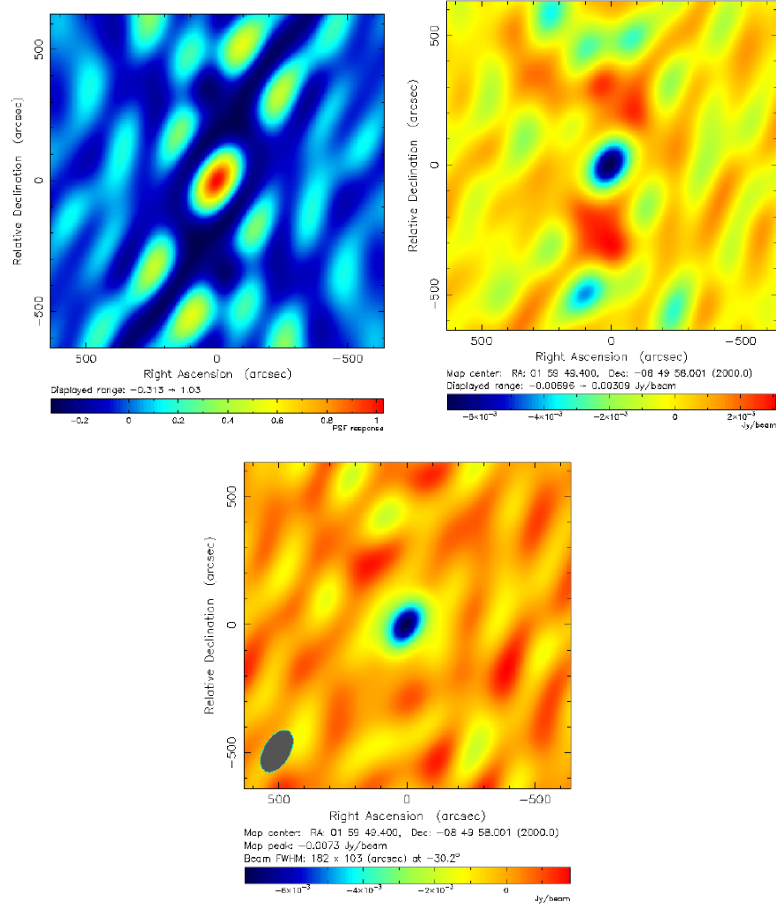 500
0
-500
Relative Declination (arcsec)
500 0 -500
Right Ascension (arcsec)
Displayed range: -0.313 → 1.03
-0.2 0 0.2 0.4 0.6 0.8 1
PSF response
500
0
-500
Relative Declination (arcsec)
500 0 -500
Right Ascension (arcsec)
Map center: RA: 01 59 49.400, Dec: -08 49 58.001 (2000.0)
Displayed range: -0.00696 → 0.00309 Jy/beam
-6×10⁻³ -4×10⁻³ -2×10⁻³ 0 2×10⁻³
Jy/beam
500
0
-500
Relative Declination (arcsec)
500 0 -500
Right Ascension (arcsec)
Map center: RA: 01 59 49.400, Dec: -08 49 58.001 (2000.0)
Map peak: -0.0073 Jy/beam
Beam FWHM: 182 x 103 (arcsec) at -30.2°
-6×10⁻³ -4×10⁻³ -2×10⁻³ 0
Jy/beam